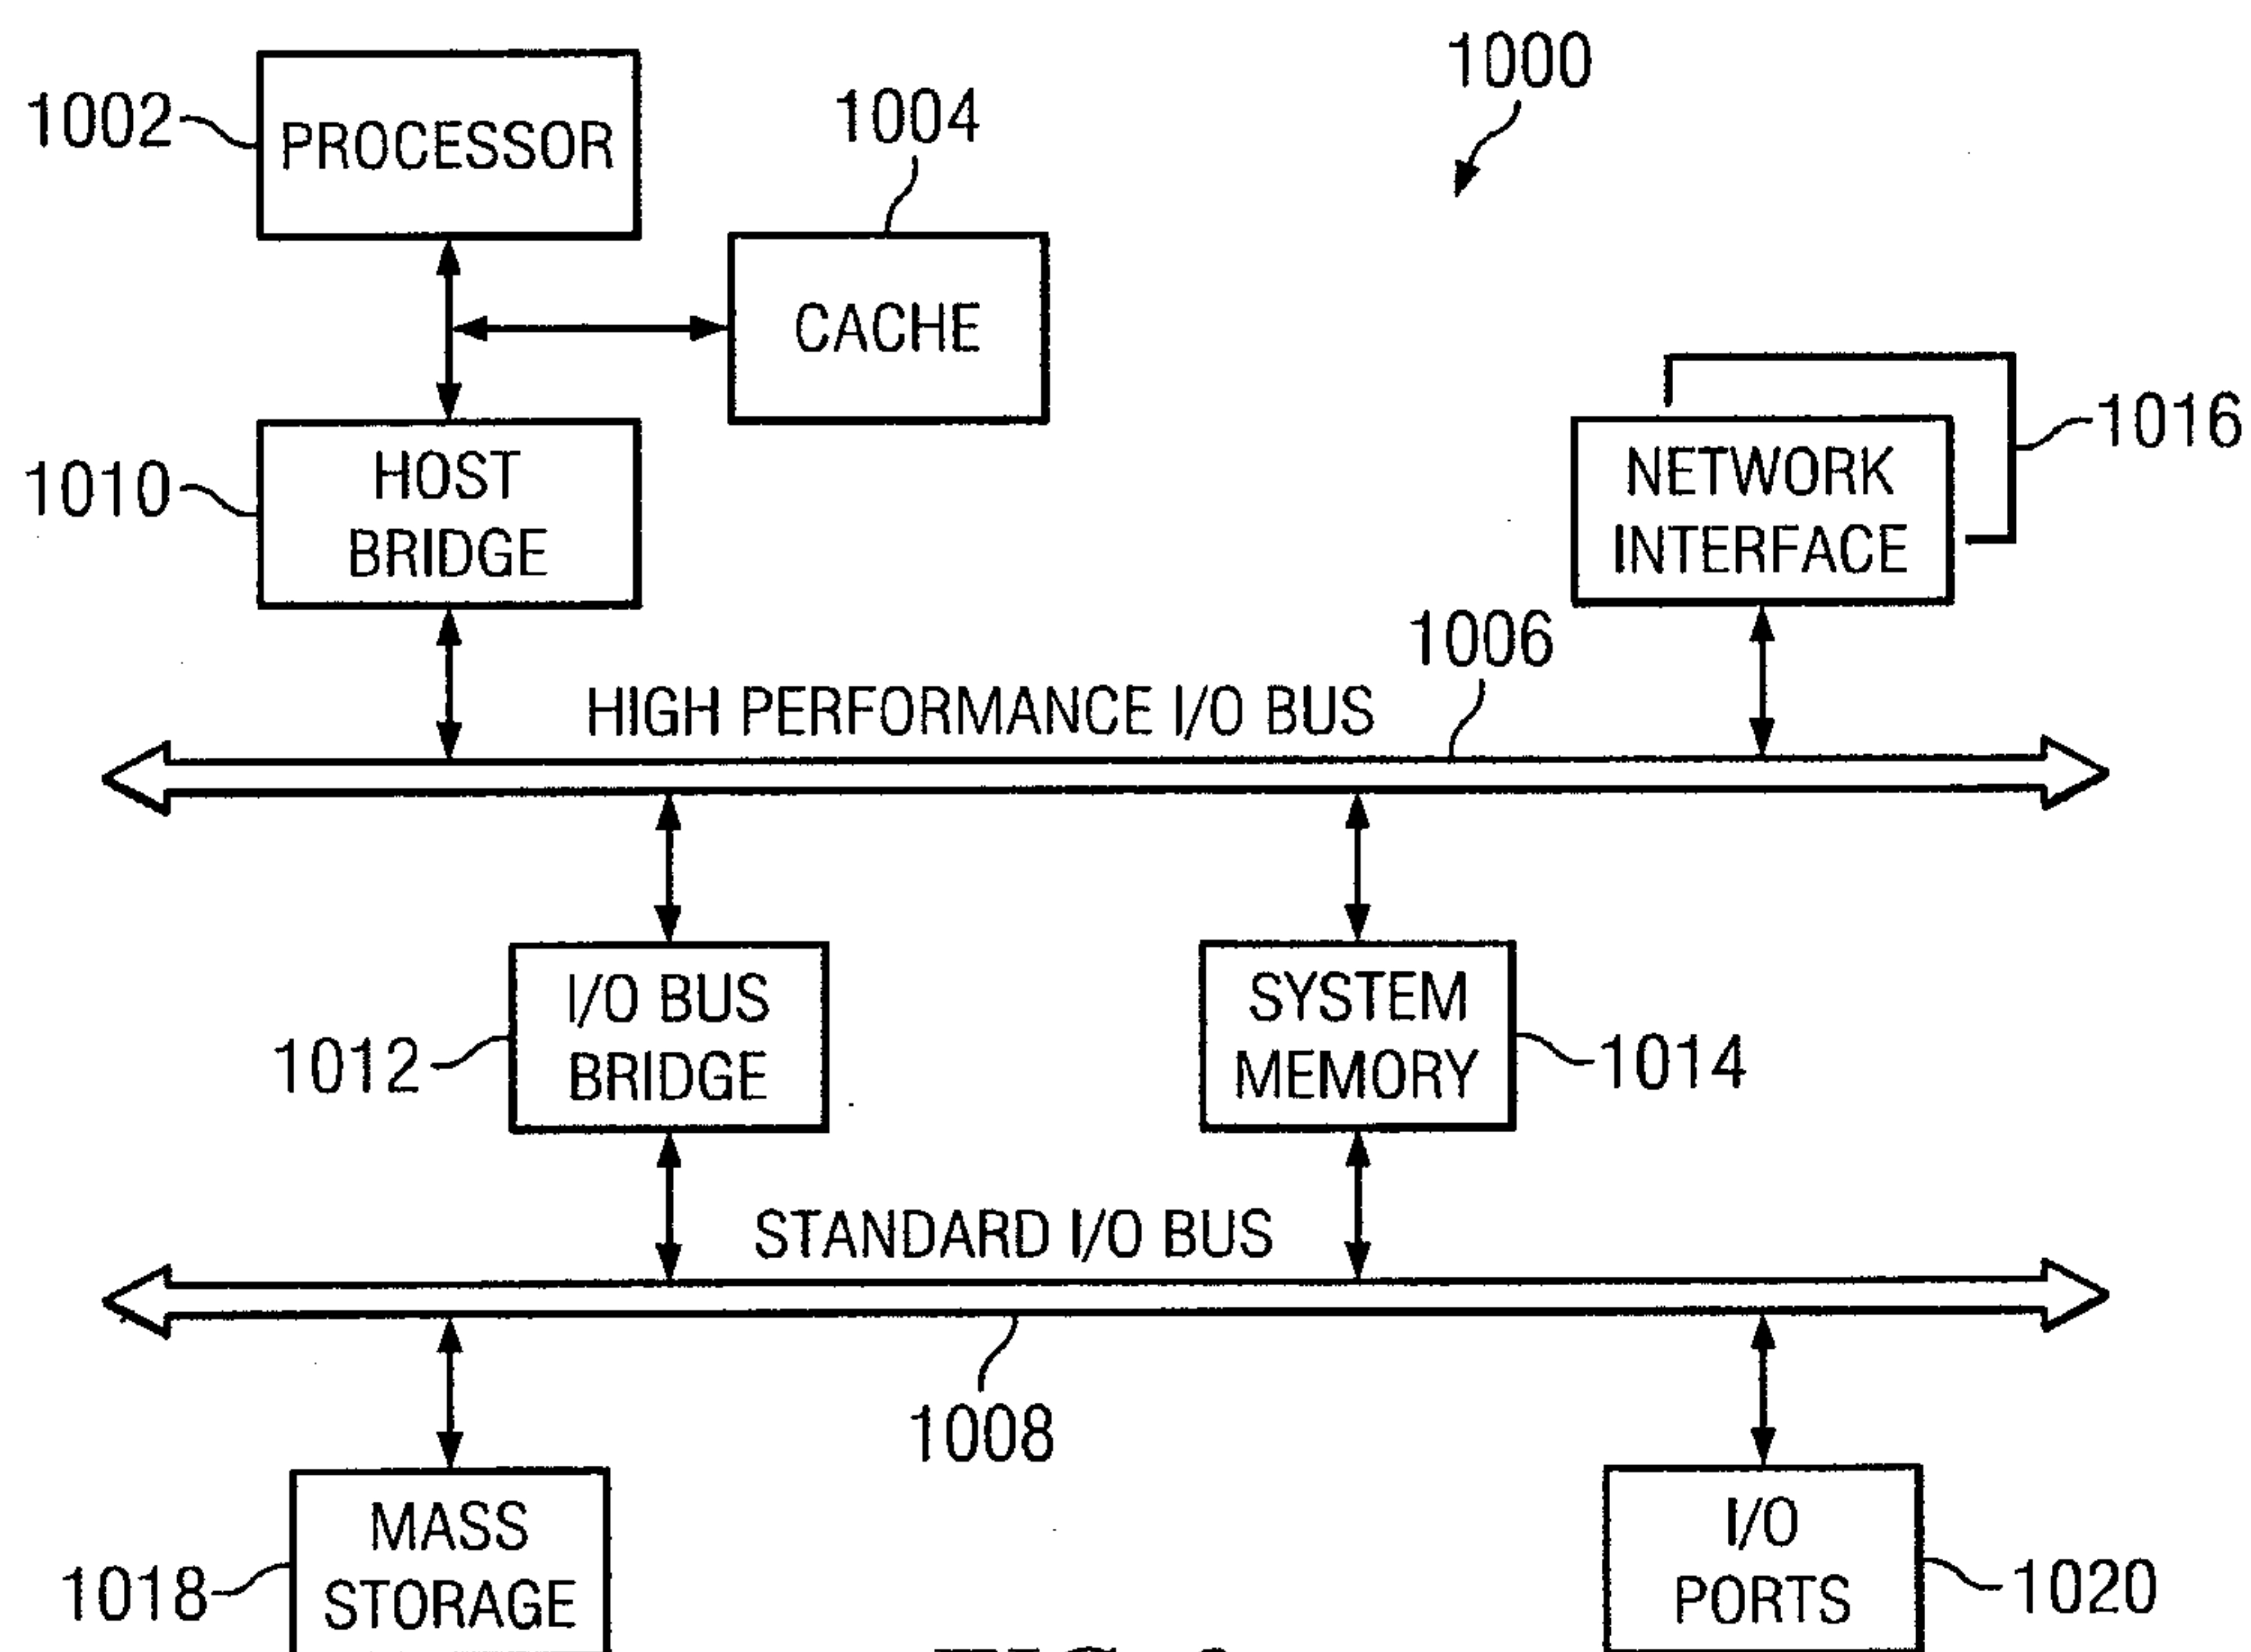 1000
1002
PROCESSOR
1004
CACHE
1010
HOST
BRIDGE
1016
NETWORK
INTERFACE
1006
HIGH PERFORMANCE I/O BUS
1012
I/O BUS
BRIDGE
SYSTEM
MEMORY
1014
STANDARD I/O BUS
1008
1018
MASS
STORAGE
I/O
PORTS
1020